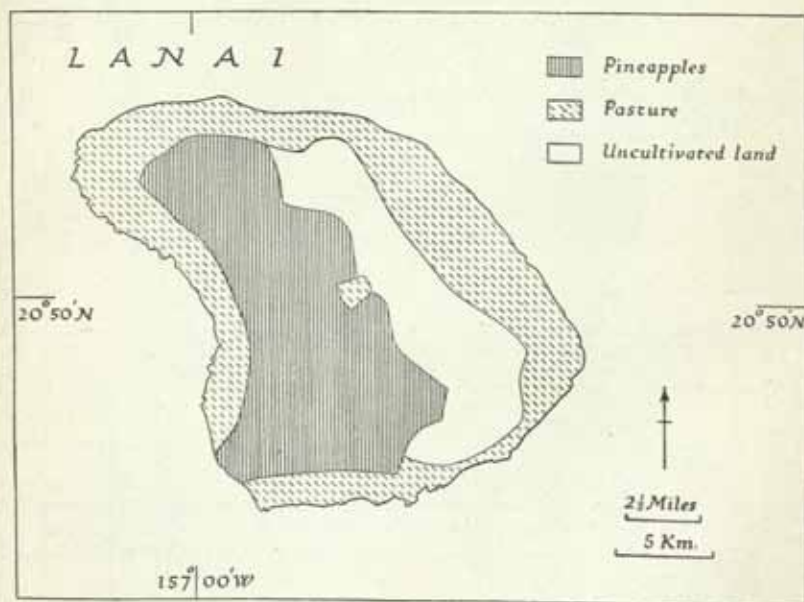 LANAI
Pineapples
Pasture
Uncultivated land
20°50'N
20°50'N
2½ Miles
5 Km.
157°00'W